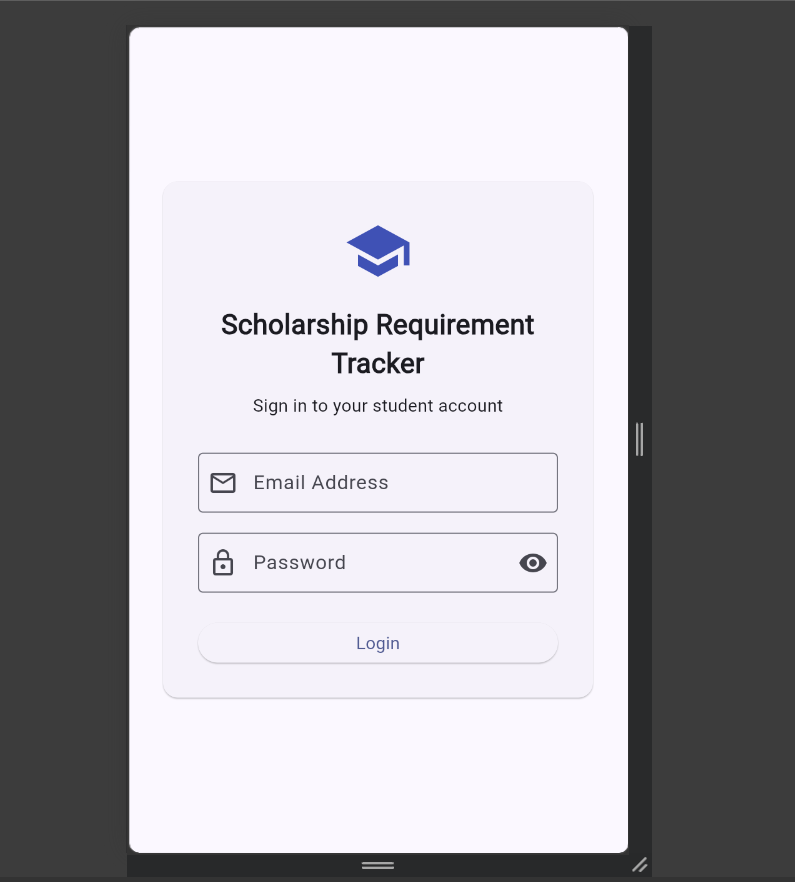 Scholarship Requirement
Tracker
Sign in to your student account
Email Address
Password
Login